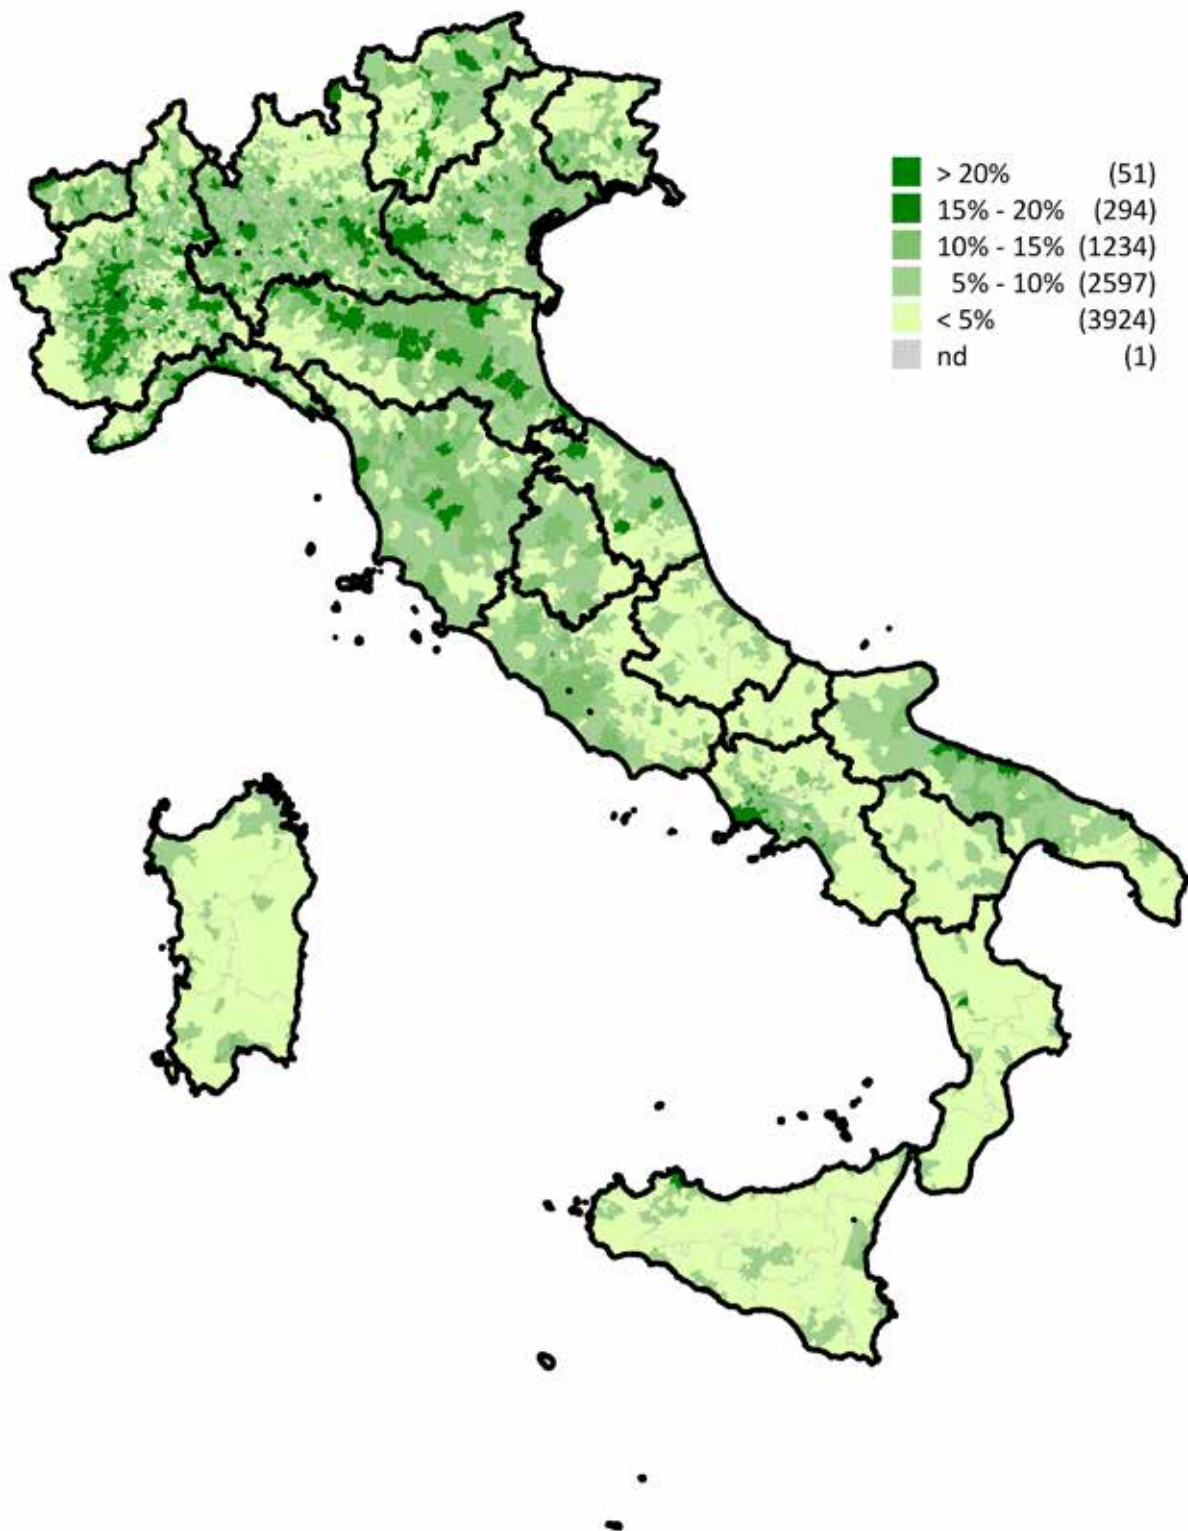 > 20% (51)
15% - 20% (294)
10% - 15% (1234)
5% - 10% (2597)
< 5% (3924)
nd (1)